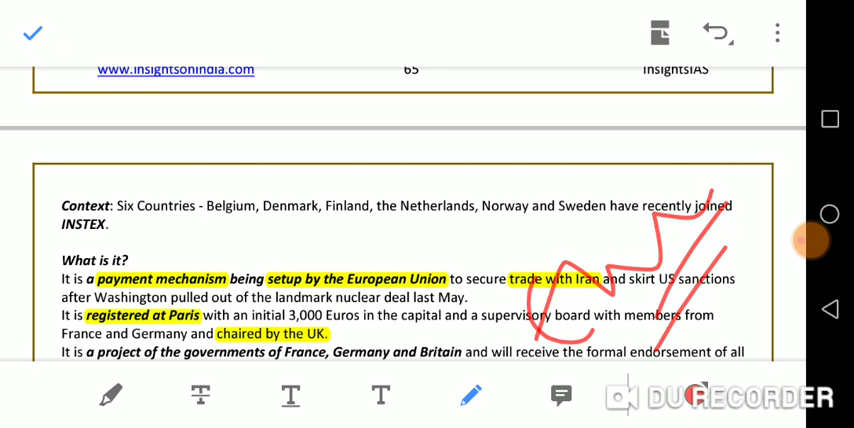 www.insightsonindia.com 65 InsightsIAS
Context: Six Countries - Belgium, Denmark, Finland, the Netherlands, Norway and Sweden have recently joined
INSTEX.
What is it?
It is a payment mechanism being setup by the European Union to secure trade with Iran and skirt US sanctions
after Washington pulled out of the landmark nuclear deal last May.
It is registered at Paris with an initial 3,000 Euros in the capital and a supervisory board with members from
France and Germany and chaired by the UK.
It is a project of the governments of France, Germany and Britain and will receive the formal endorsement of all
T T T
DU RECORDER